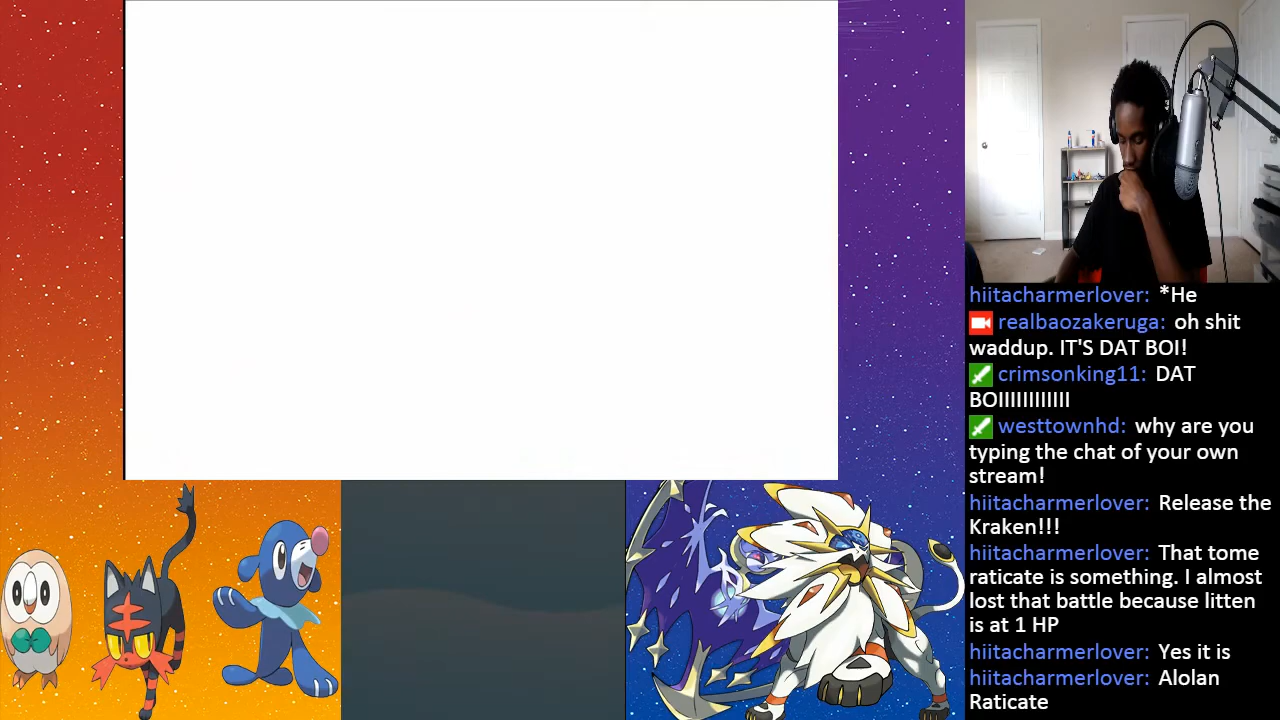 hiitacharmerlover: *He
realbaozakeruga: oh shit
waddup. IT'S DAT BOI!
crimsonking11: DAT
BOIIIIIIIIIIII
westtownhd: why are you
typing the chat of your own
stream!
hiitacharmerlover: Release the
Kraken!!!
hiitacharmerlover: That tome
raticate is something. I almost
lost that battle because litten
is at 1 HP
hiitacharmerlover: Yes it is
hiitacharmerlover: Alolan
Raticate